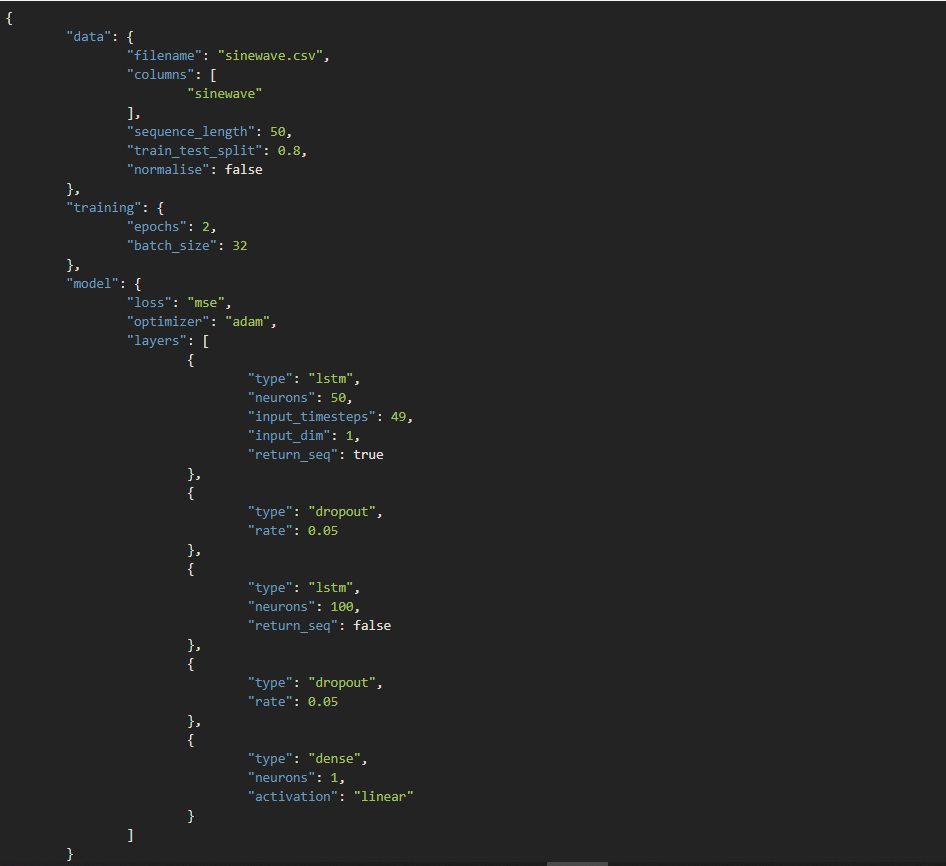 {
"data": {
"filename": "sinewave.csv",
"columns": [
"sinewave"
],
"sequence_length": 50,
"train_test_split": 0.8,
"normalise": false
},
"training": {
"epochs": 2,
"batch_size": 32
},
"model": {
"loss": "mse",
"optimizer": "adam",
"layers": [
{
"type": "lstm",
"neurons": 50,
"input_timesteps": 49,
"input_dim": 1,
"return_seq": true
},
{
"type": "dropout",
"rate": 0.05
},
{
"type": "lstm",
"neurons": 100,
"return_seq": false
},
{
"type": "dropout",
"rate": 0.05
},
{
"type": "dense",
"neurons": 1,
"activation": "linear"
}
]
}